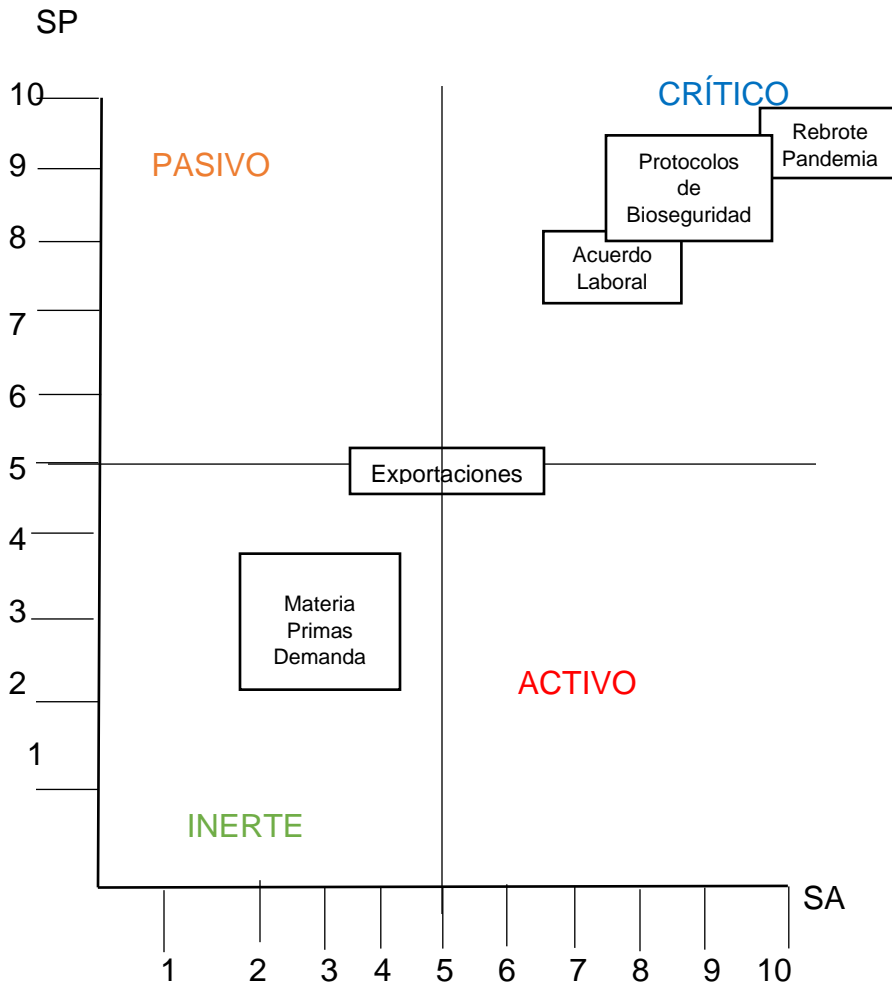 SP
10
CRÍTICO
Rebrote
Pandemia
PASIVO
9
Protocolos
de
Bioseguridad
8
Acuerdo
Laboral
7
6
5
Exportaciones
4
3
Materia
Primas
Demanda
2
ACTIVO
1
INERTE
SA
1 2 3 4 5 6 7 8 9 10